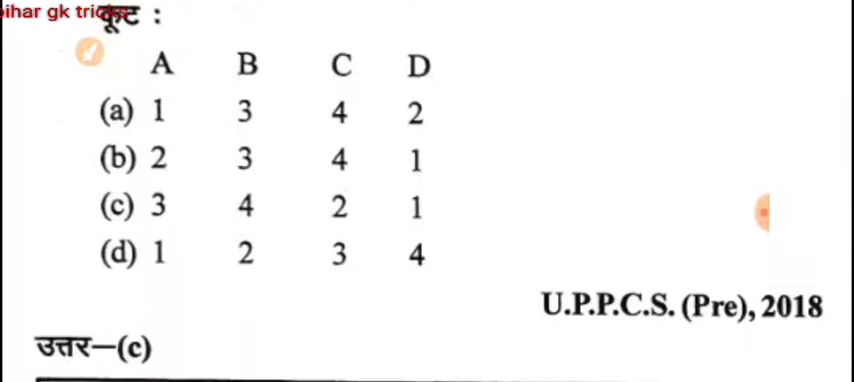 bihar gk tricks
कूट :
A B C D
(a) 1 3 4 2
(b) 2 3 4 1
(c) 3 4 2 1
(d) 1 2 3 4
U.P.P.C.S. (Pre), 2018
उत्तर–(c)